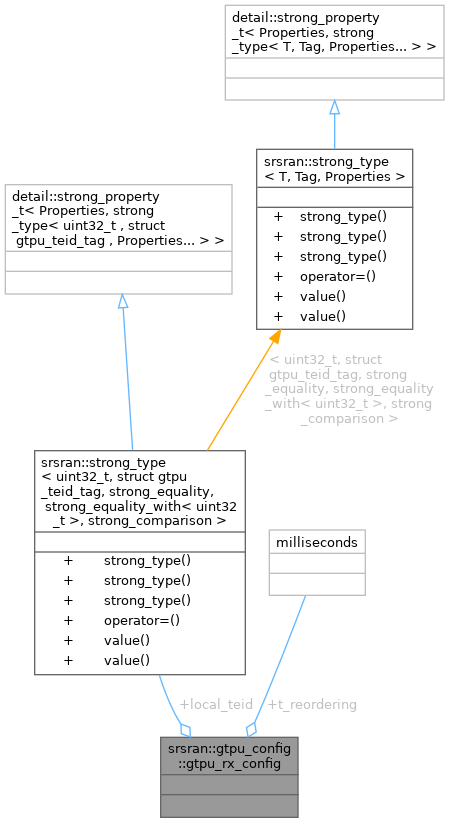 detail::strong_property
_t< Properties, strong
_type< T, Tag, Properties... > >
srsran::strong_type
< T, Tag, Properties >
+ strong_type()
+ strong_type()
+ strong_type()
+ operator=()
+ value()
+ value()
detail::strong_property
_t< Properties, strong
_type< uint32_t , struct
gtpu_teid_tag , Properties... > >
< uint32_t, struct
gtpu_teid_tag, strong
_equality, strong_equality
_with< uint32_t >, strong
_comparison >
srsran::strong_type
< uint32_t, struct gtpu
_teid_tag, strong_equality,
strong_equality_with< uint32
_t >, strong_comparison >
+ strong_type()
+ strong_type()
+ strong_type()
+ operator=()
+ value()
+ value()
milliseconds
+local_teid
+t_reordering
srsran::gtpu_config
::gtpu_rx_config